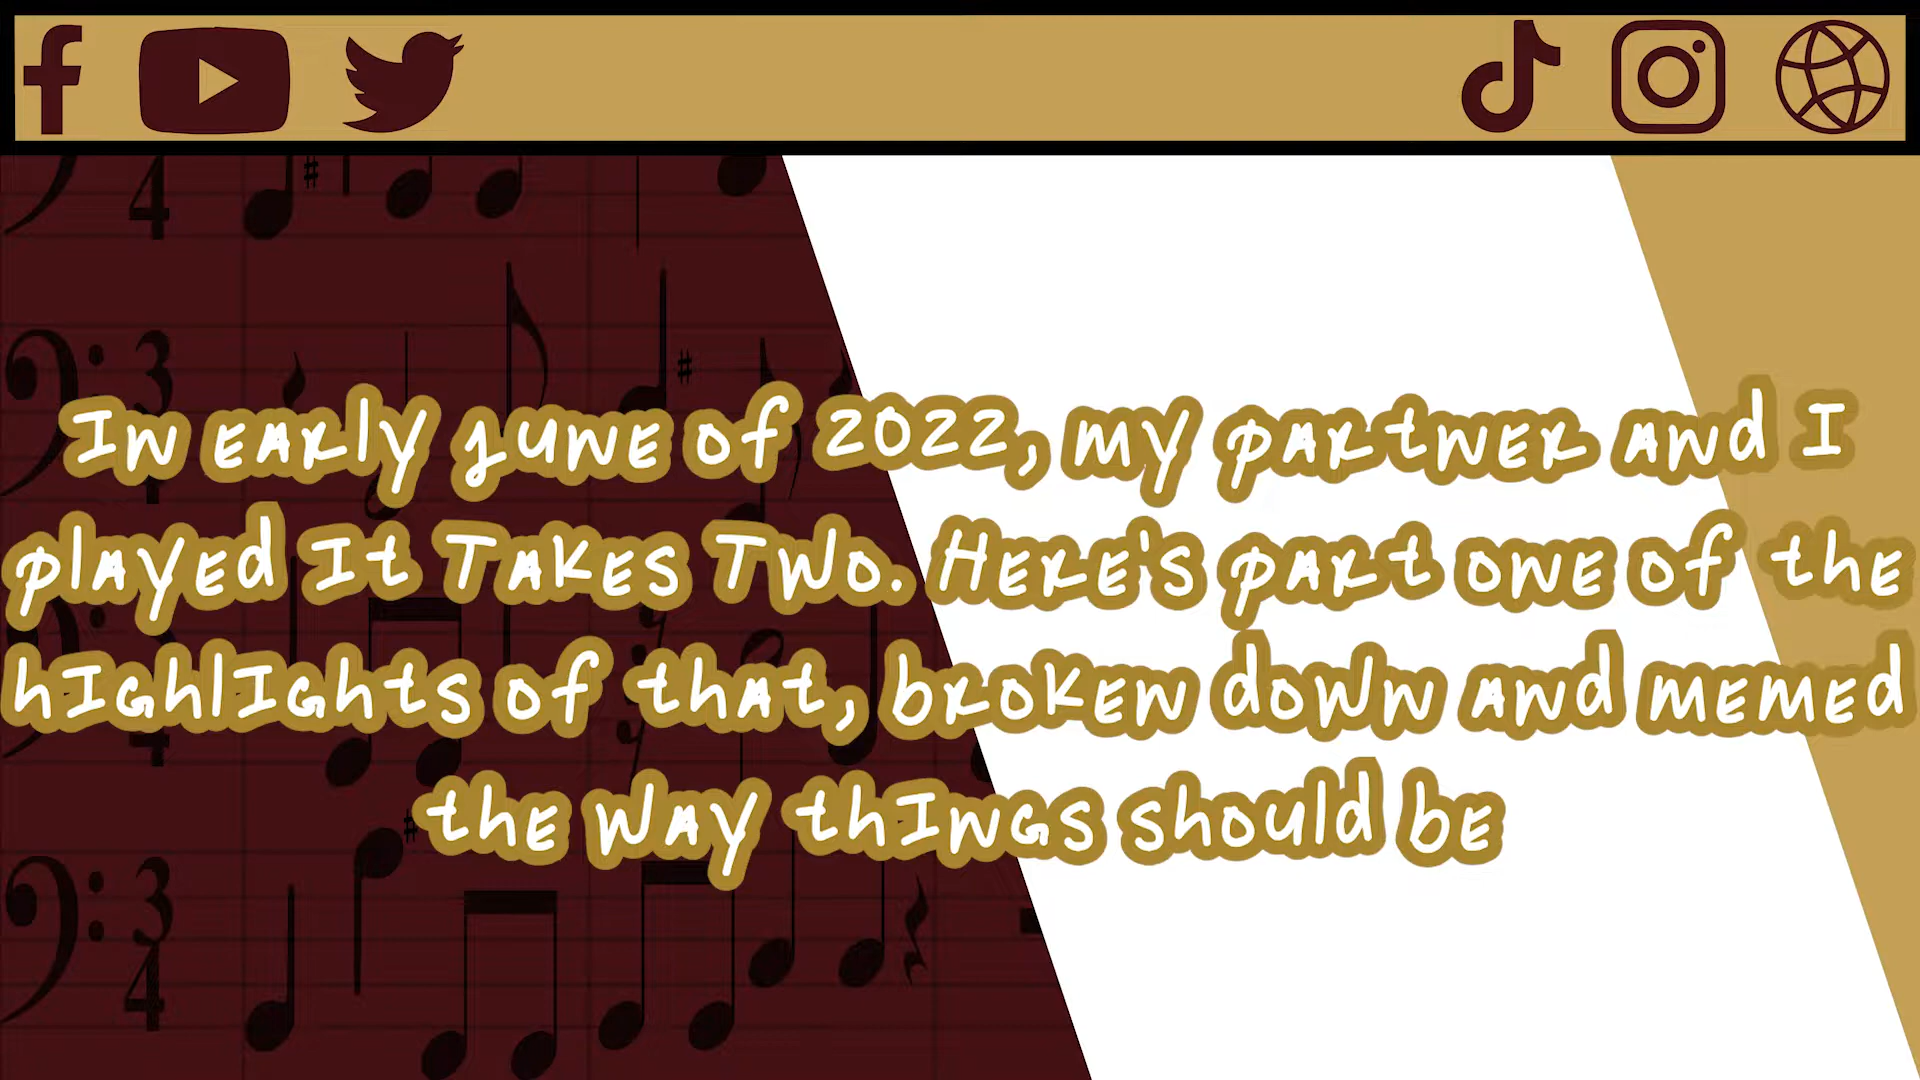 In early June of 2022, my partner and I
played It Takes Two. Here's part one of the
highlights of that, broken down and memed
the way things should be